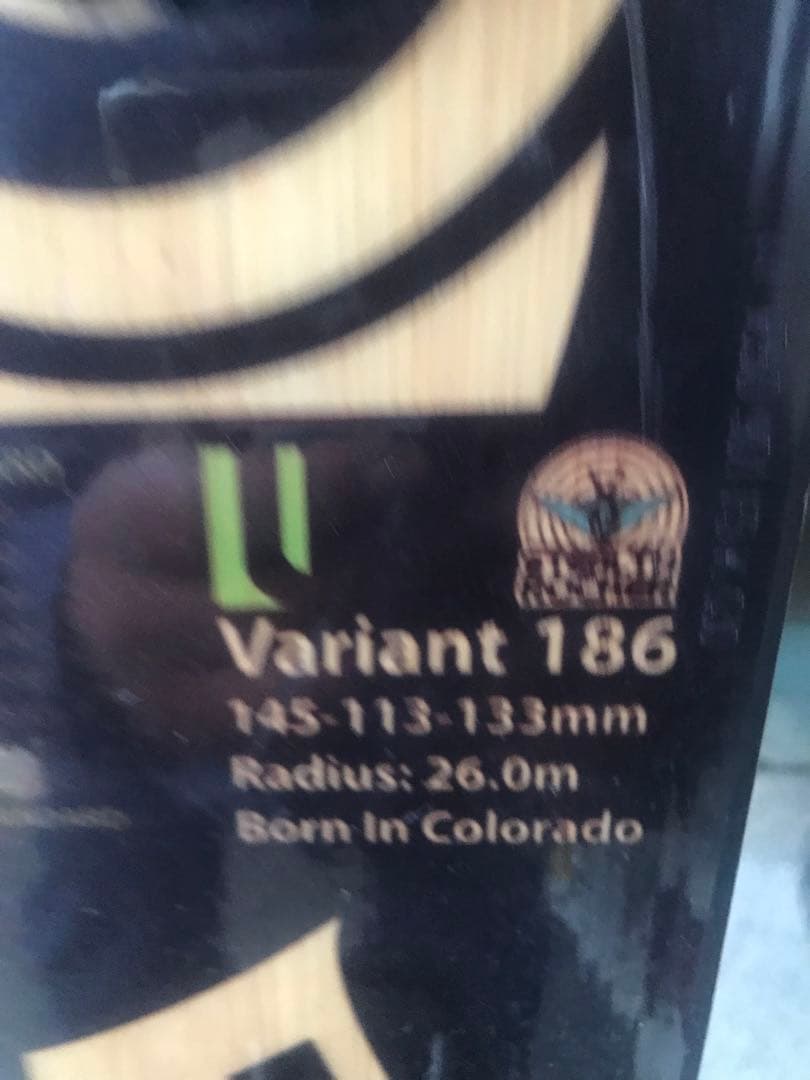 Variant 186
145-113-133mm
Radius: 26.0m
Born In Colorado